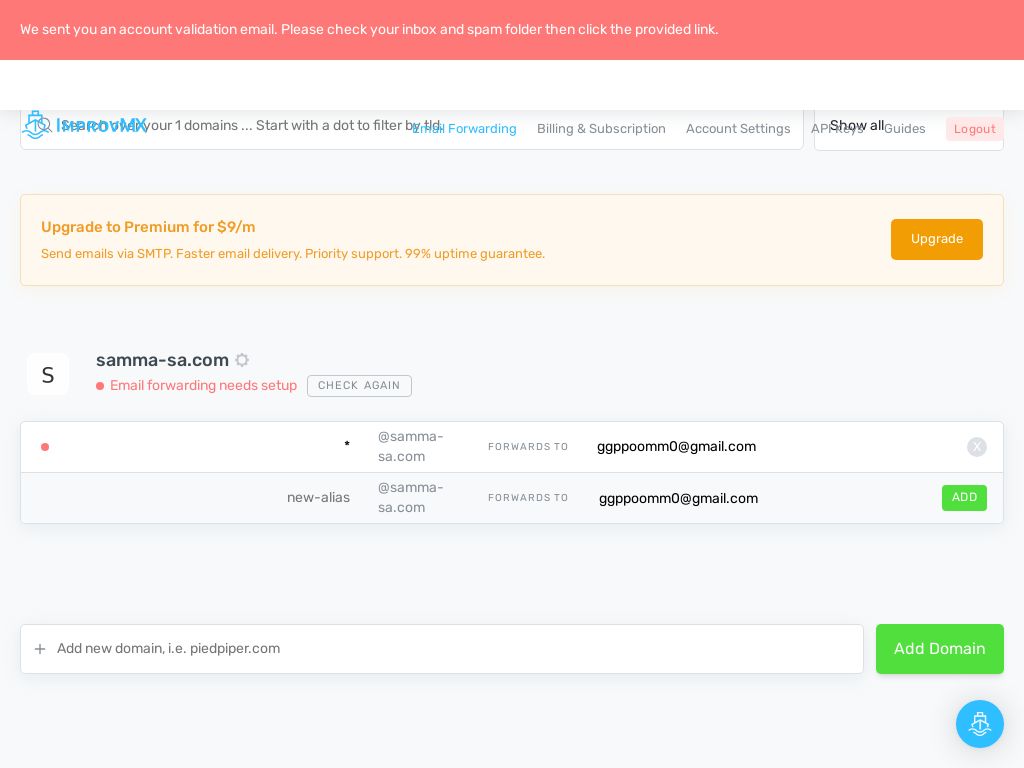 We sent you an account validation email. Please check your inbox and spam folder then click the provided link.
ImprovMX
Search over your 1 domains ... Start with a dot to filter by tld.
Email Forwarding
Billing & Subscription
Account Settings
API Keys
Guides
Logout
Show all
Upgrade to Premium for $9/m
Send emails via SMTP. Faster email delivery. Priority support. 99% uptime guarantee.
Upgrade
S
samma-sa.com
Email forwarding needs setup
CHECK AGAIN
*
@samma-
sa.com
FORWARDS TO
ggppoomm0@gmail.com
X
new-alias
@samma-
sa.com
FORWARDS TO
ggppoomm0@gmail.com
ADD
Add new domain, i.e. piedpiper.com
Add Domain